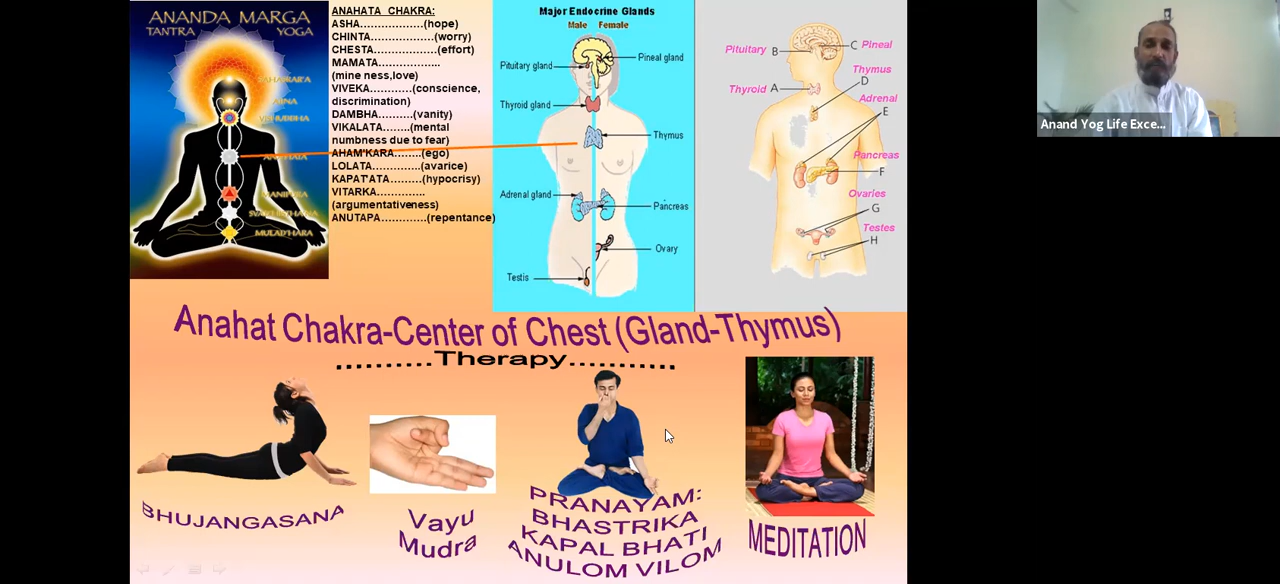 ANANDA MARGA
TANTRA YOGA
AJNA
VISHUDDHA
ANAHATA
MANIPURA
MULAD'HARA
ANAHATA CHAKRA:
ASHA..................(hope)
CHINTA.................(worry)
CHESTA..................(effort)
MAMATA.................
(mine ness,love)
VIVEKA...........(conscience,
discrimination)
DAMBHA..........(vanity)
VIKALATA........(mental
numbness due to fear)
AHAM'KARA........(ego)
LOLATA.............(avarice)
KAPAT'ATA.........(hypocrisy)
VITARKA..............
(argumentativeness)
ANUTAPA............(repentance)
Major Endocrine Glands
Male Female
Pituitary gland
Pineal gland
Thyroid gland
Thymus
Adrenal gland
Pancreas
Ovary
Testis
Pituitary B
C Pineal
Thymus
D
Thyroid A
Adrenal
E
Pancreas
F
Ovaries
G
Testes
H
Anand Yog Life Exce...
Anahat Chakra-Center of Chest (Gland-Thymus)
..........Therapy...........
BHUJANGASANA
Vayu
Mudra
PRANAYAM:
BHASTRIKA
KAPAL BHATI
ANULOM VILOM
MEDITATION